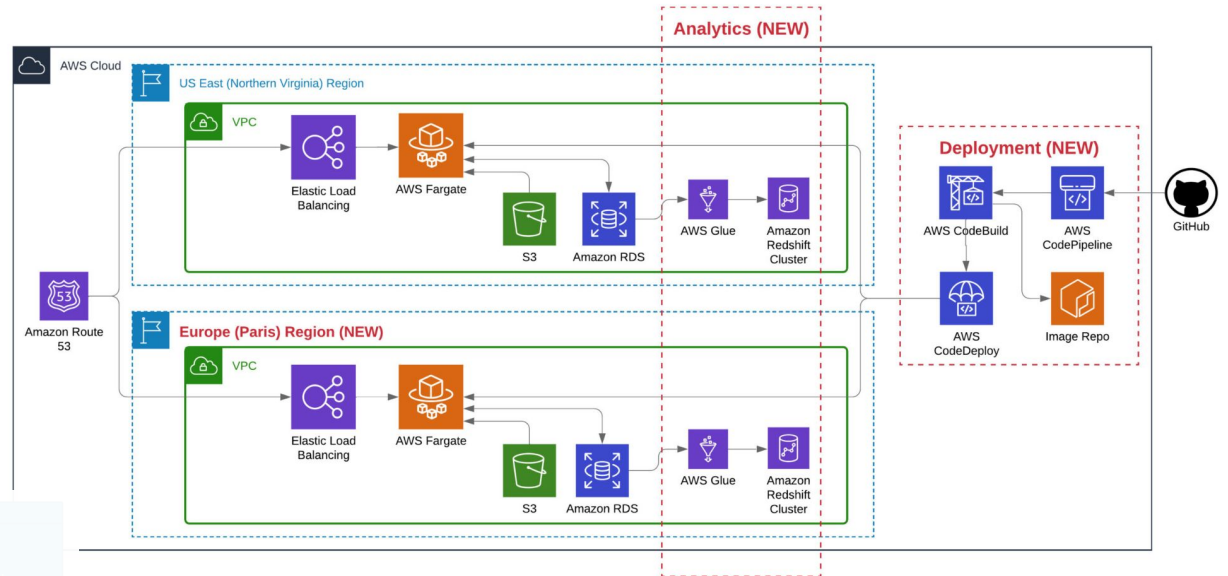 Analytics (NEW)
AWS Cloud
US East (Northern Virginia) Region
VPC
Elastic Load
Balancing
AWS Fargate
S3
Amazon RDS
AWS Glue
Amazon
Redshift
Cluster
Deployment (NEW)
AWS CodeBuild
AWS
CodePipeline
GitHub
53
Amazon Route
53
AWS
CodeDeploy
Image Repo
Europe (Paris) Region (NEW)
VPC
Elastic Load
Balancing
AWS Fargate
S3
Amazon RDS
AWS Glue
Amazon
Redshift
Cluster